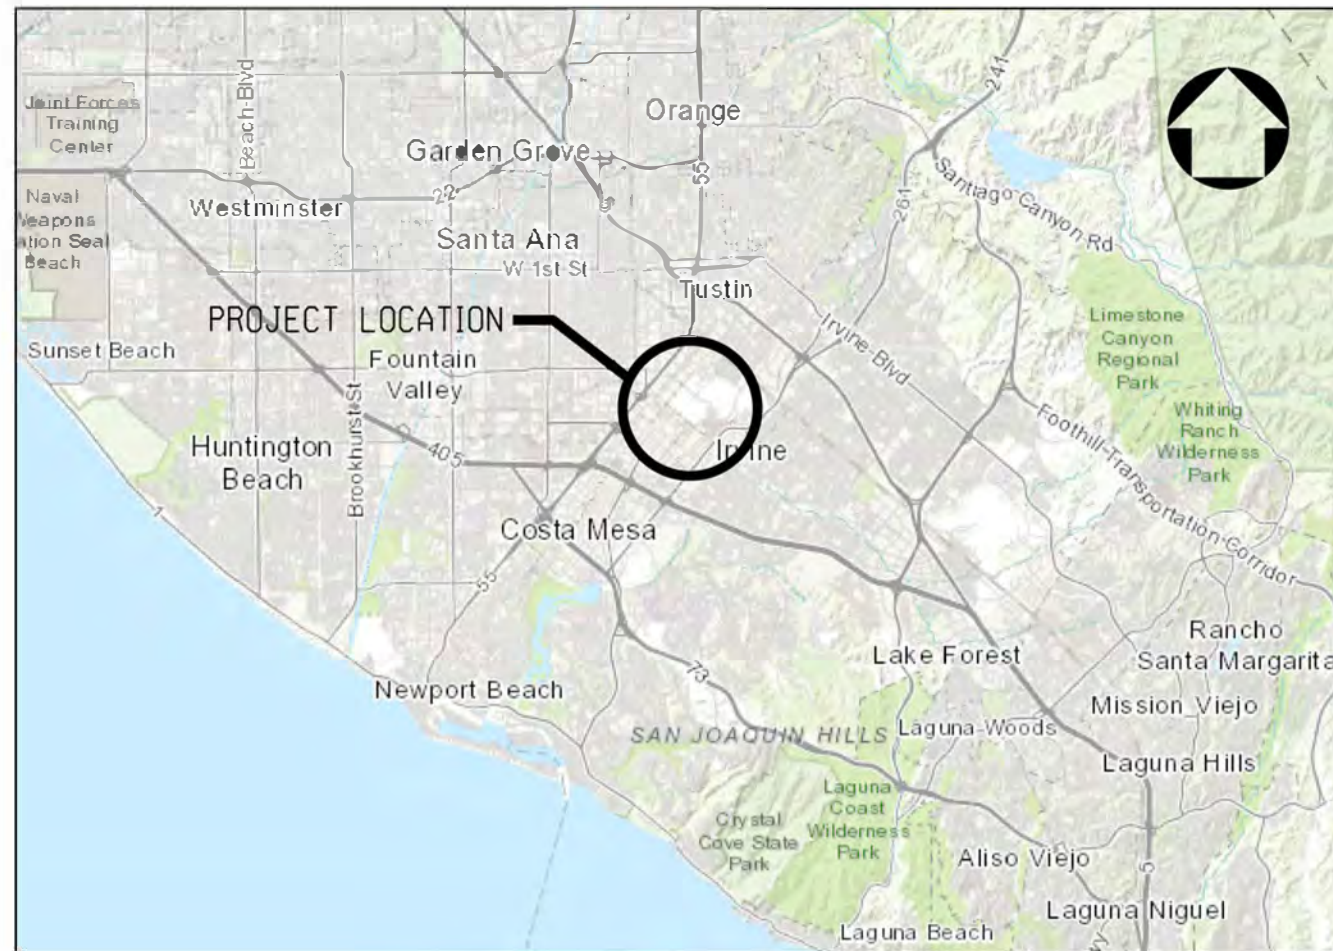 241
Joint Forces
Training
Center
Beach-Blvd
Orange
Garden Grove
55
22
261
Santiago Canyon Rd
Naval
Weapons
ation Seal
Beach
Westminster
Santa Ana
W 1st St
Tustin
PROJECT LOCATION
Irvine Blvd
Limestone
Canyon
Regional
Park
Sunset Beach
Fountain
Valley
Brookhurst St
Foothill-Transportation-Corridor
Whiting
Ranch
Wilderness
Park
Huntington
Beach
405
Irvine
1
Costa Mesa
55
Rancho
Santa Margarita
Lake Forest
73
Newport Beach
Mission Viejo
SAN JOAQUIN HILLS
Laguna-Woods
Laguna Hills
Laguna
Coast
Wilderness
Park
Crystal
Cove State
Park
Aliso Viejo
5
Laguna Niguel
Laguna Beach